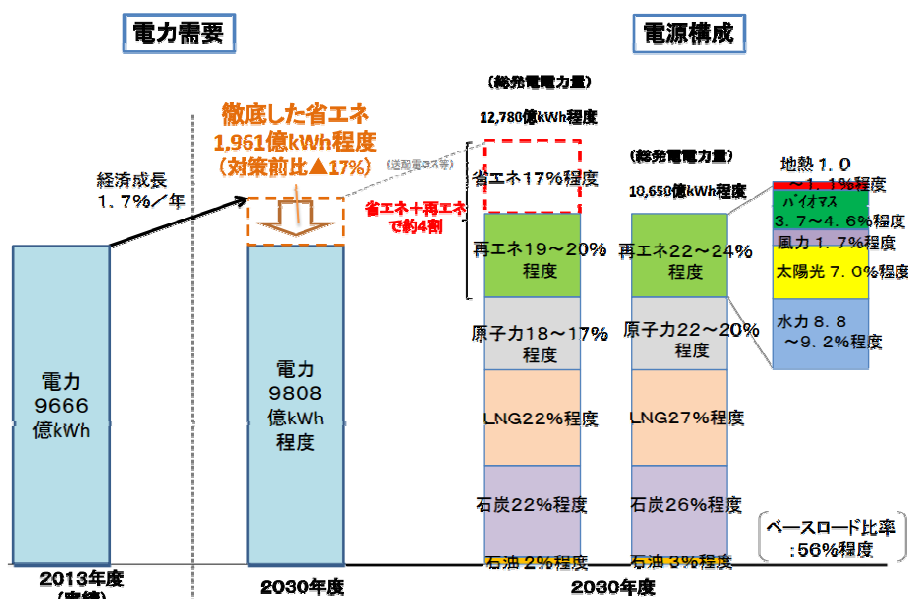 電力需要
電源構成
徹底した省エネ
1,961億kWh程度
(対策前比▲17%)
経済成長
1.7%/年
(送配電ロス等)
省エネ+再エネ
で約4割
電力
9666
億kWh
電力
9808
億kWh
程度
2013年度
(実績)
2030年度
(総発電電力量)
12,780億kWh程度
省エネ17%程度
再エネ19~20%
程度
原子力18~17%
程度
LNG22%程度
石炭22%程度
石油 2%程度
(総発電電力量)
10,650億kWh程度
再エネ22~24%
程度
原子力22~20%
程度
LNG27%程度
石炭26%程度
石油 3%程度
2030年度
地熱 1.0
~1.1%程度
バイオマス
3.7~4.6%程度
風力 1.7%程度
太陽光 7.0%程度
水力 8.8
~9.2%程度
ベースロード比率
:56%程度